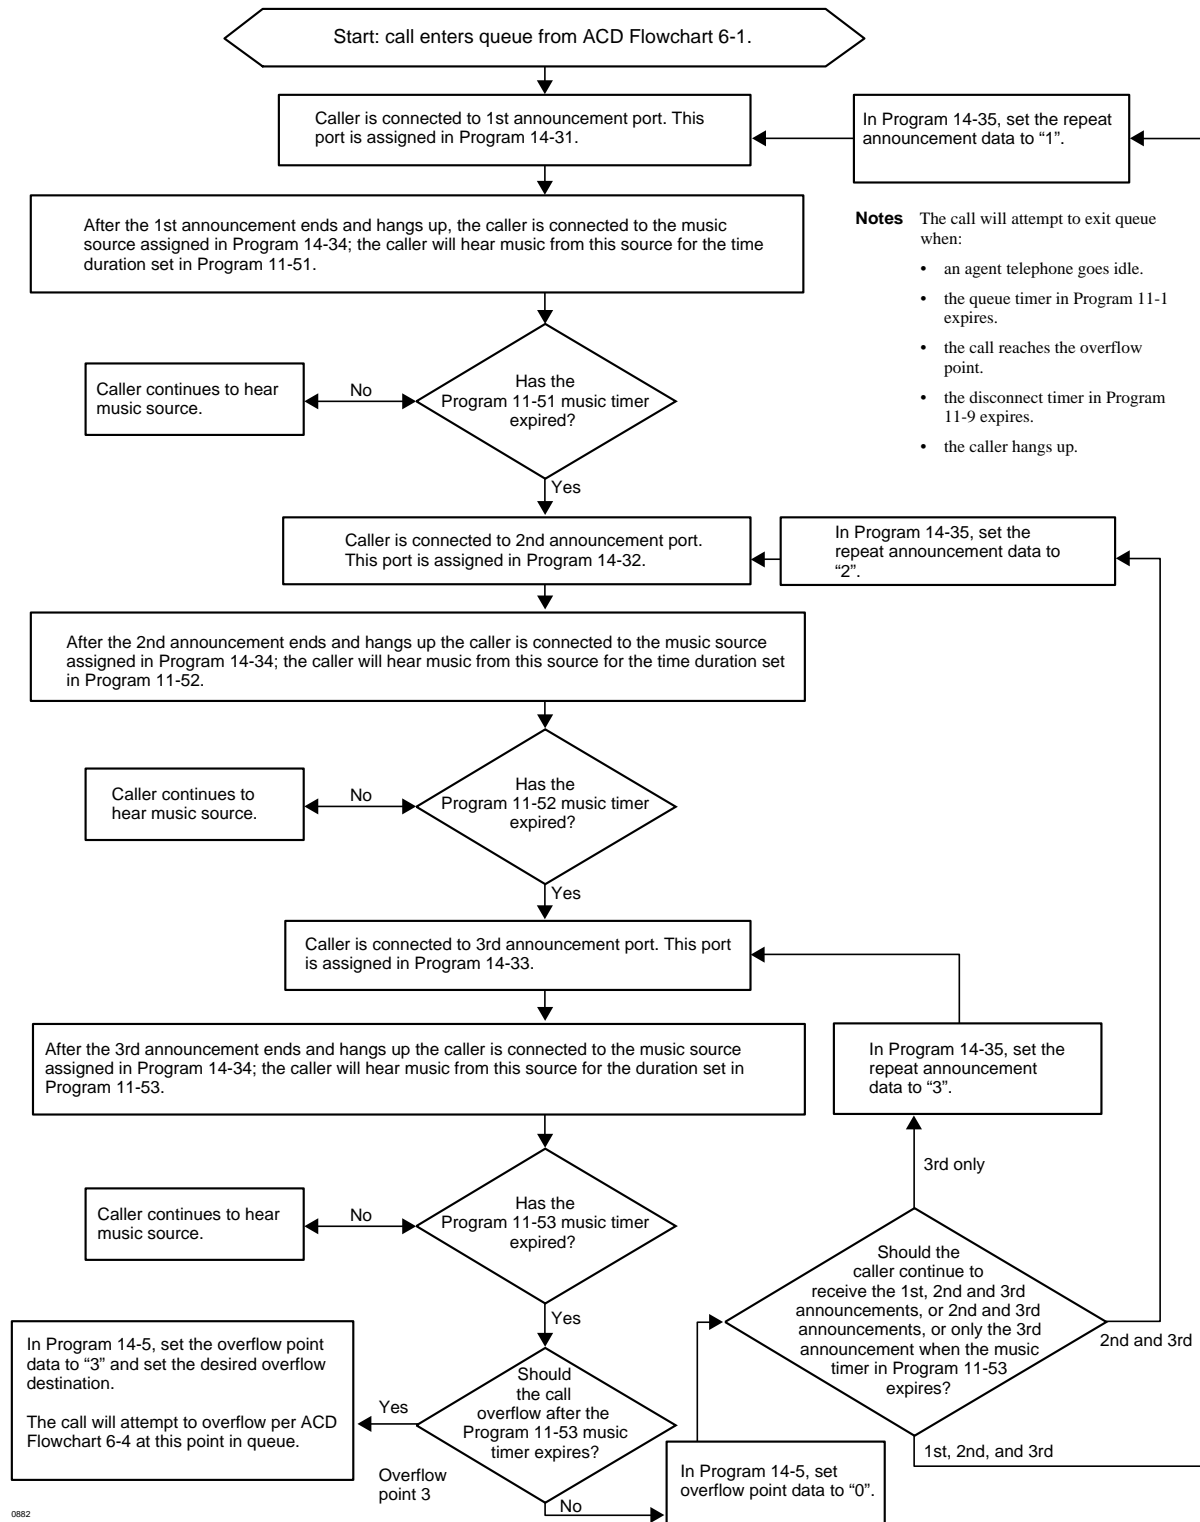 Start: call enters queue from ACD Flowchart 6-1.
Caller is connected to 1st announcement port. This
port is assigned in Program 14-31.
In Program 14-35, set the repeat
announcement data to “1”.
After the 1st announcement ends and hangs up, the caller is connected to the music
source assigned in Program 14-34; the caller will hear music from this source for the time
duration set in Program 11-51.
Notes The call will attempt to exit queue
when:
• an agent telephone goes idle.
• the queue timer in Program 11-1
expires.
• the call reaches the overflow
point.
• the disconnect timer in Program
11-9 expires.
• the caller hangs up.
Has the
Program 11-51 music timer
expired?
No
Caller continues to hear
music source.
Yes
Caller is connected to 2nd announcement port.
This port is assigned in Program 14-32.
In Program 14-35, set the
repeat announcement data to
“2”.
After the 2nd announcement ends and hangs up the caller is connected to the music source
assigned in Program 14-34; the caller will hear music from this source for the time duration set
in Program 11-52.
Has the
Program 11-52 music timer
expired?
No
Caller continues to
hear music source.
Yes
Caller is connected to 3rd announcement port. This port
is assigned in Program 14-33.
After the 3rd announcement ends and hangs up the caller is connected to the music source
assigned in Program 14-34; the caller will hear music from this source for the duration set in
Program 11-53.
In Program 14-35, set the
repeat announcement
data to “3”.
3rd only
Has the
Program 11-53 music timer
expired?
No
Caller continues to hear
music source.
Yes
Should the
caller continue to
receive the 1st, 2nd and 3rd
announcements, or 2nd and 3rd
announcements, or only the 3rd
announcement when the music
timer in Program 11-53
expires?
2nd and 3rd
1st, 2nd, and 3rd
Should
the call
overflow after the
Program 11-53 music
timer expires?
Yes
In Program 14-5, set the overflow point
data to “3” and set the desired overflow
destination.
The call will attempt to overflow per ACD
Flowchart 6-4 at this point in queue.
Overflow
point 3
No
In Program 14-5, set
overflow point data to “0”.
0882